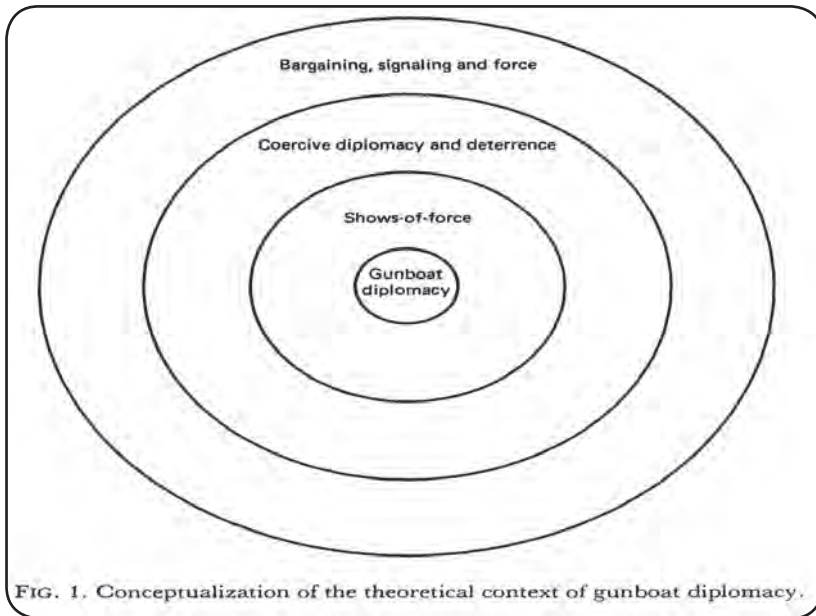 Bargaining, signaling and force
Coercive diplomacy and deterrence
Shows-of-force
Gunboat
diplomacy
FIG. 1. Conceptualization of the theoretical context of gunboat diplomacy.